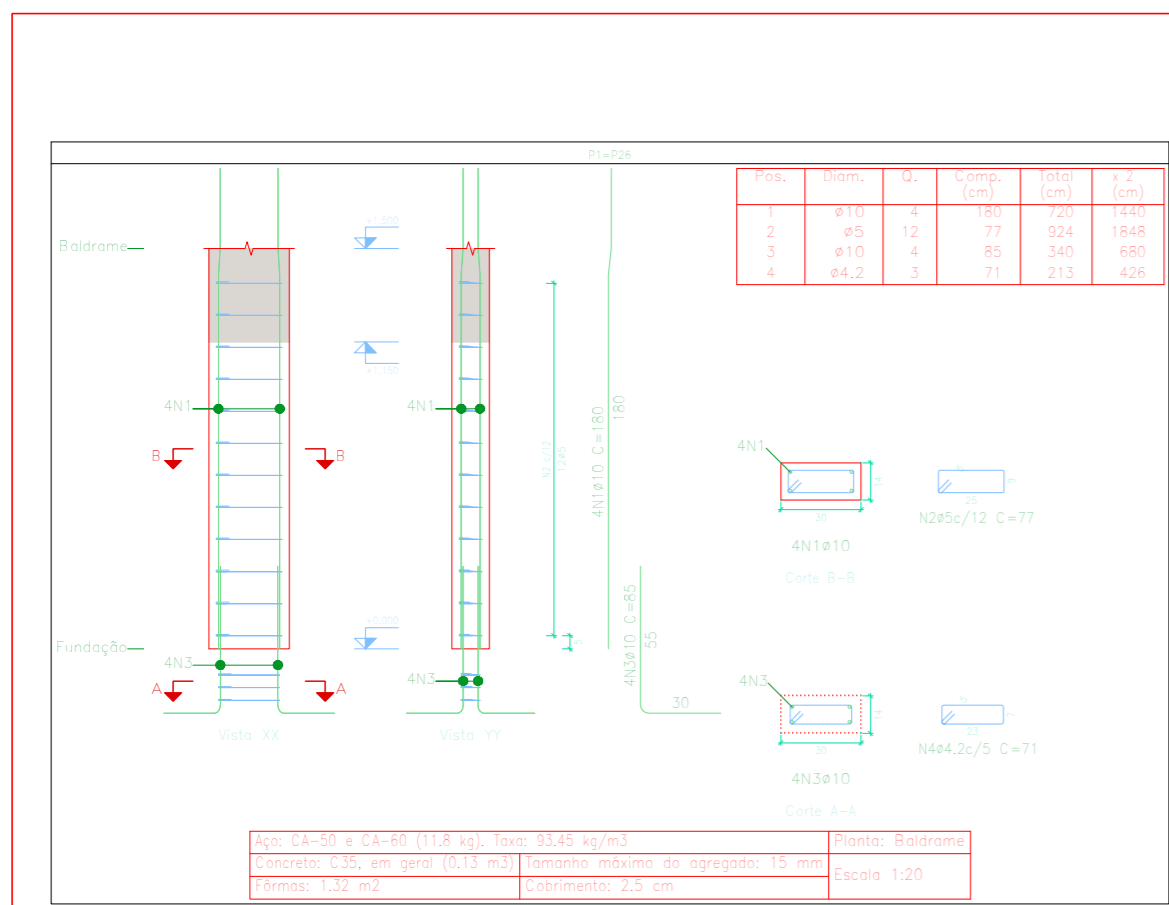 P1=P26
Pos. Diam. Q. Comp. (cm) Total (cm) x 2 (cm)
1 ø10 4 180 720 1440
2 ø5 12 77 924 1848
3 ø10 4 85 340 680
4 ø4.2 3 71 213 426
Baldrame
+1,500
+1,150
4N1
4N1
B B
N2 c/12
12ø5
4N1ø10 C=180
180
4N1
14
30
4N1ø10
Corte B-B
5
25
9
N2ø5c/12 C=77
+0,000
Fundação
5
4N3ø10 C=85
55
30
4N3
4N3
A A
Vista XX
Vista YY
4N3
14
30
4N3ø10
Corte A-A
5
23
7
N4ø4.2c/5 C=71
Aço: CA-50 e CA-60 (11.8 kg). Taxa: 93.45 kg/m3
Planta: Baldrame
Concreto: C35, em geral (0.13 m3)
Tamanho máximo do agregado: 15 mm
Escala 1:20
Fôrmas: 1.32 m2
Cobrimento: 2.5 cm